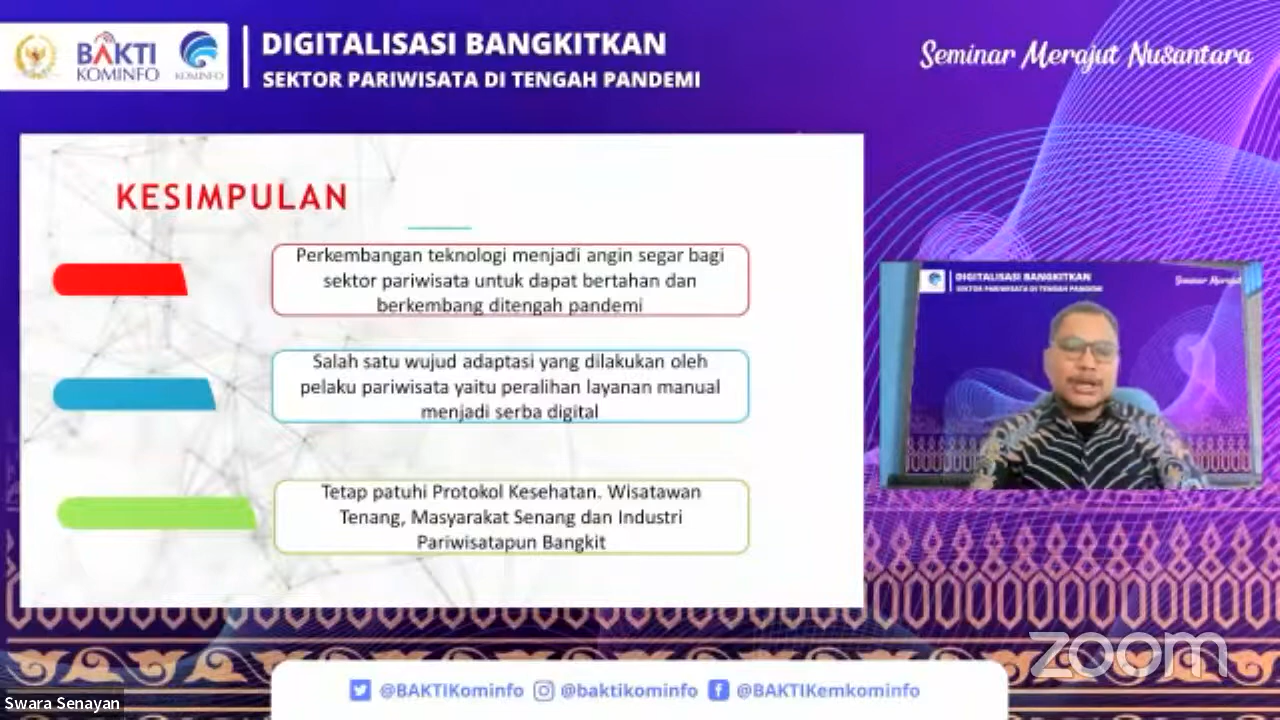 BAKTI
KOMINFO
KOMINFO
DIGITALISASI BANGKITKAN
SEKTOR PARIWISATA DI TENGAH PANDEMI
Seminar Merajut Nusantara
KESIMPULAN
Perkembangan teknologi menjadi angin segar bagi
sektor pariwisata untuk dapat bertahan dan
berkembang ditengah pandemi
Salah satu wujud adaptasi yang dilakukan oleh
pelaku pariwisata yaitu peralihan layanan manual
menjadi serba digital
Tetap patuhi Protokol Kesehatan. Wisatawan
Tenang, Masyarakat Senang dan Industri
Pariwisatapun Bangkit
DIGITALISASI BANGKITKAN
SEKTOR PARIWISATA DI TENGAH PANDEMI
Seminar Merajut
zoom
@BAKTIKominfo @baktikominfo @BAKTIKemkominfo
Swara Senayan